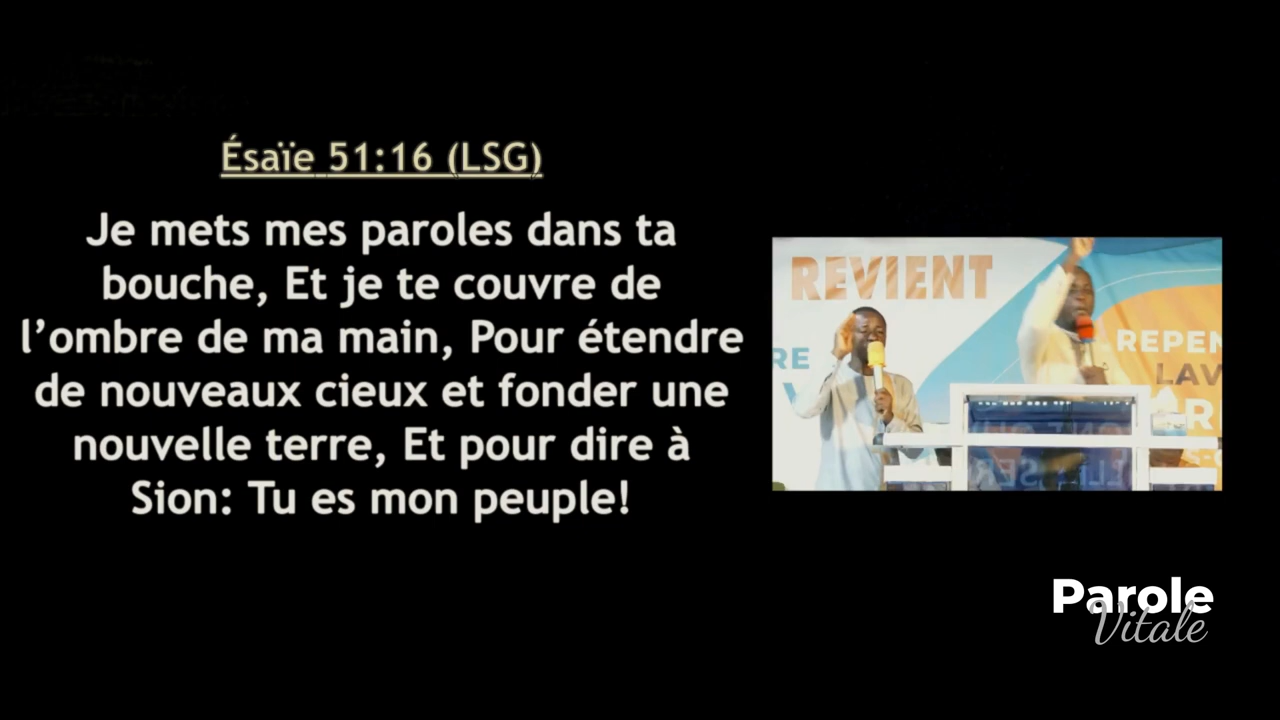 Ésaïe 51:16 (LSG)
Je mets mes paroles dans ta
bouche, Et je te couvre de
l’ombre de ma main, Pour étendre
de nouveaux cieux et fonder une
nouvelle terre, Et pour dire à
Sion: Tu es mon peuple!
REVIENT
RE
REPEN
LAV
Parole
Vitale